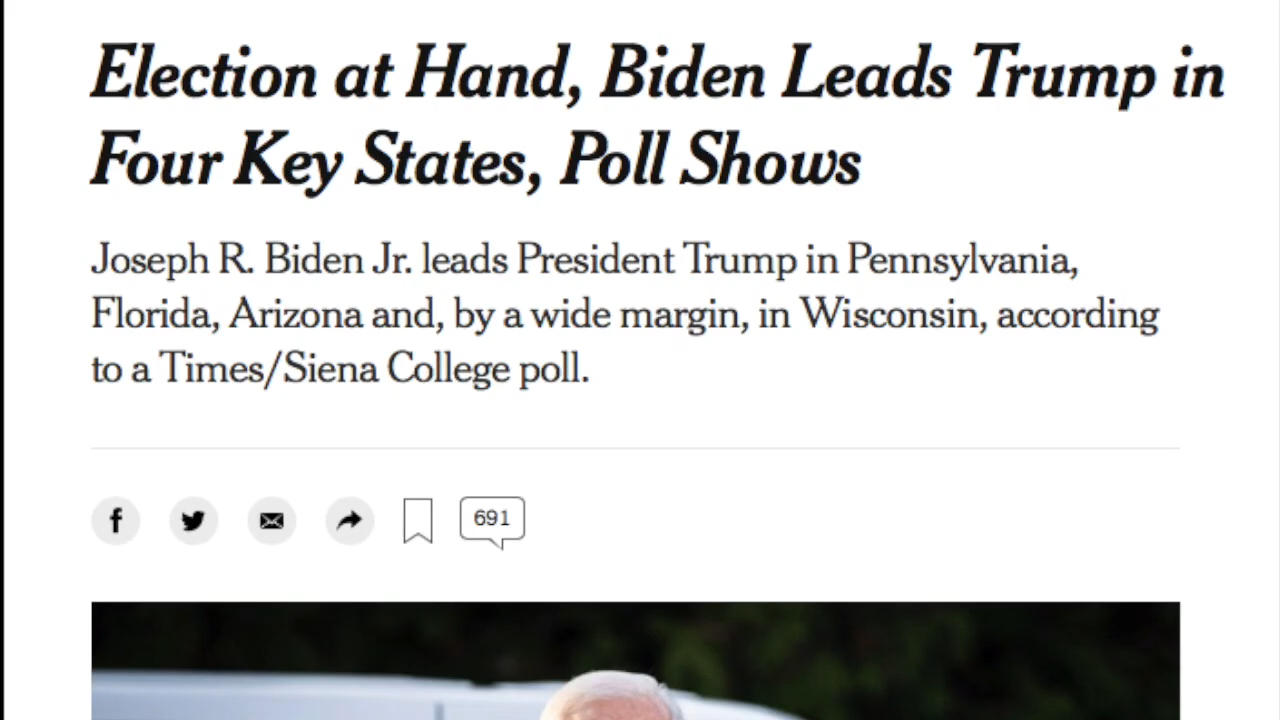 Election at Hand, Biden Leads Trump in
Four Key States, Poll Shows
Joseph R. Biden Jr. leads President Trump in Pennsylvania,
Florida, Arizona and, by a wide margin, in Wisconsin, according
to a Times/Siena College poll.
691